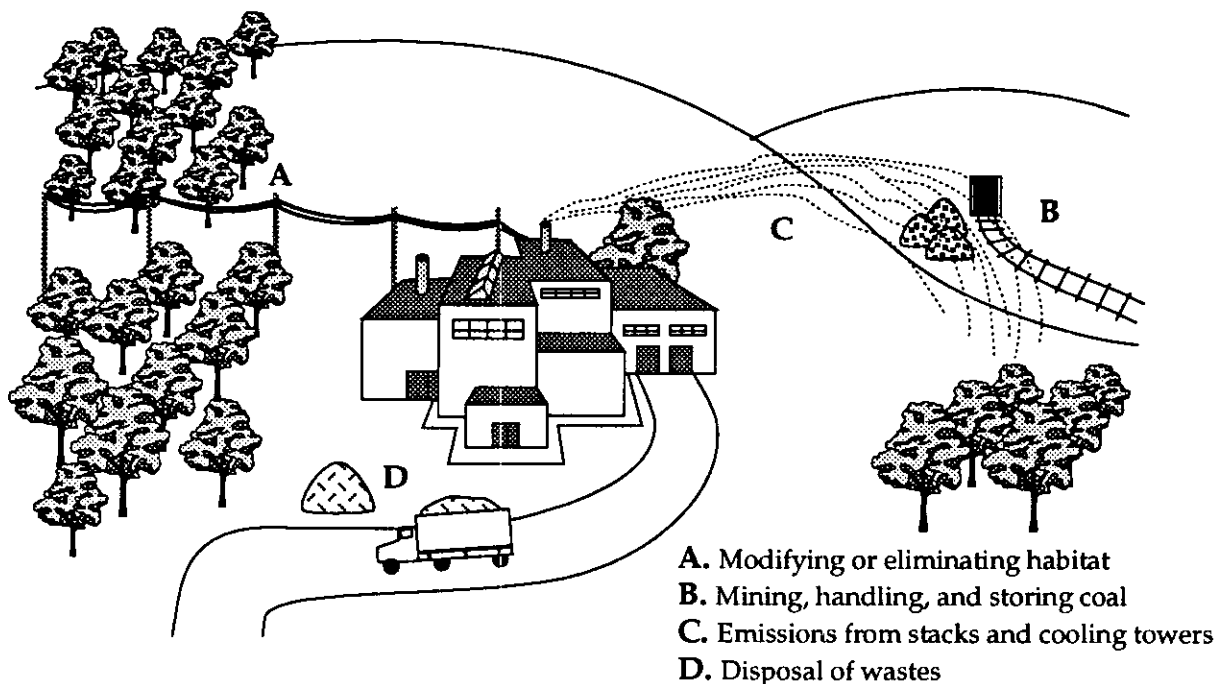 A
B
C
D
A. Modifying or eliminating habitat
B. Mining, handling, and storing coal
C. Emissions from stacks and cooling towers
D. Disposal of wastes